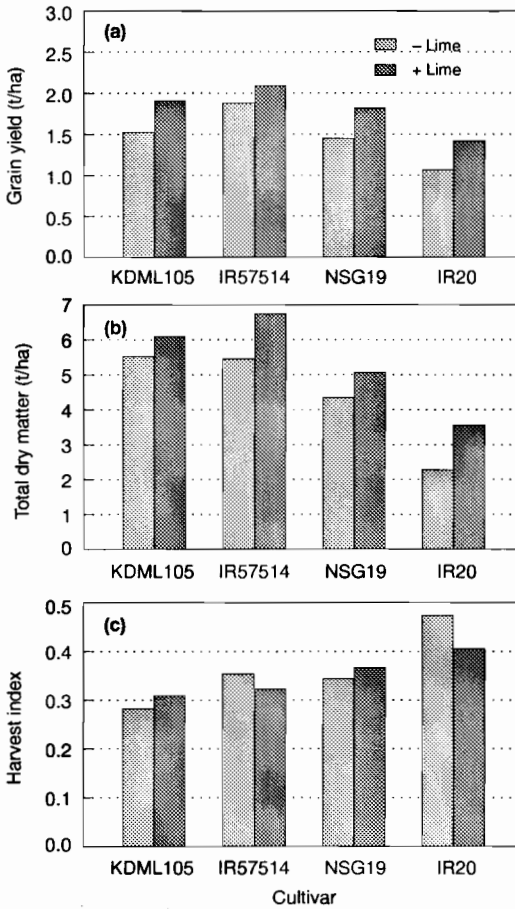 (a)
– Lime
+ Lime
Grain yield (t/ha)
3.0
2.5
2.0
1.5
1.0
0.5
0.0
KDML105 IR57514 NSG19 IR20
(b)
Total dry matter (t/ha)
7
6
5
4
3
2
1
0
KDML105 IR57514 NSG19 IR20
(c)
Harvest index
0.5
0.4
0.3
0.2
0.1
0.0
KDML105 IR57514 NSG19 IR20
Cultivar